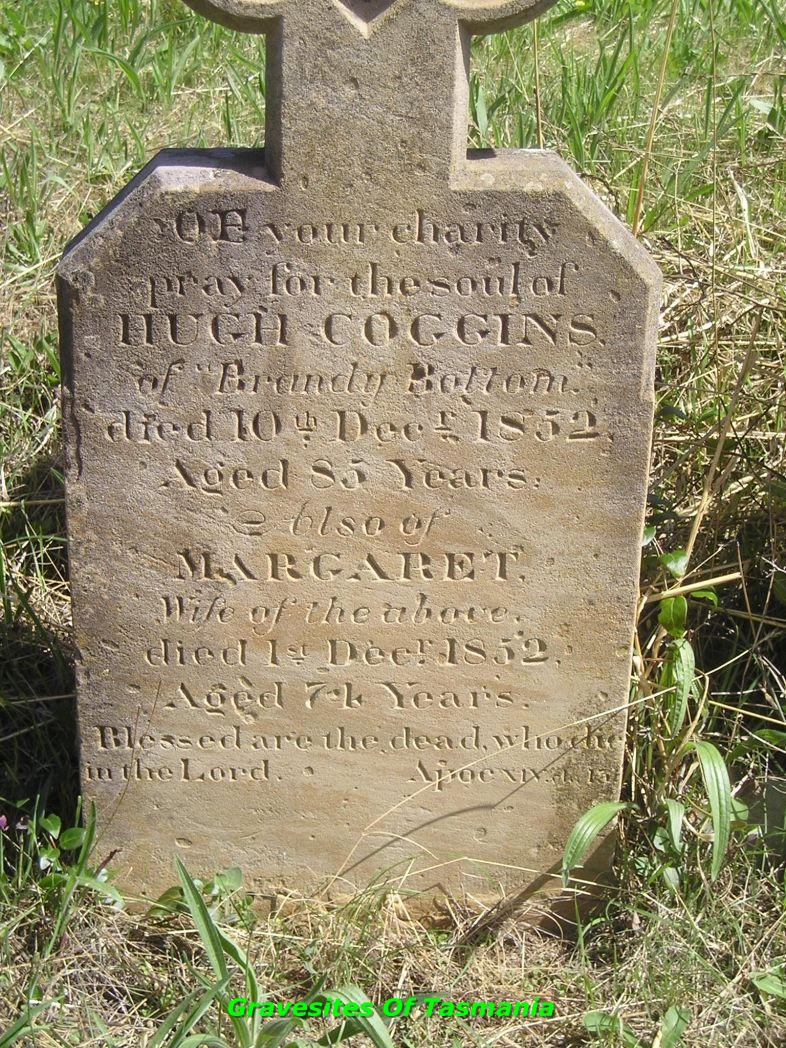 OF your charity
pray for the soul of
HUGH COGGINS.
of "Brandy Bottom."
died 10th Decr. 1852.
Aged 85 Years.
Also of
MARGARET.
Wife of the above.
died 1st Decr. 1852.
Aged 74 Years.
Blessed are the dead, who die
in the Lord. Apoc XIV.
Gravesites Of Tasmania